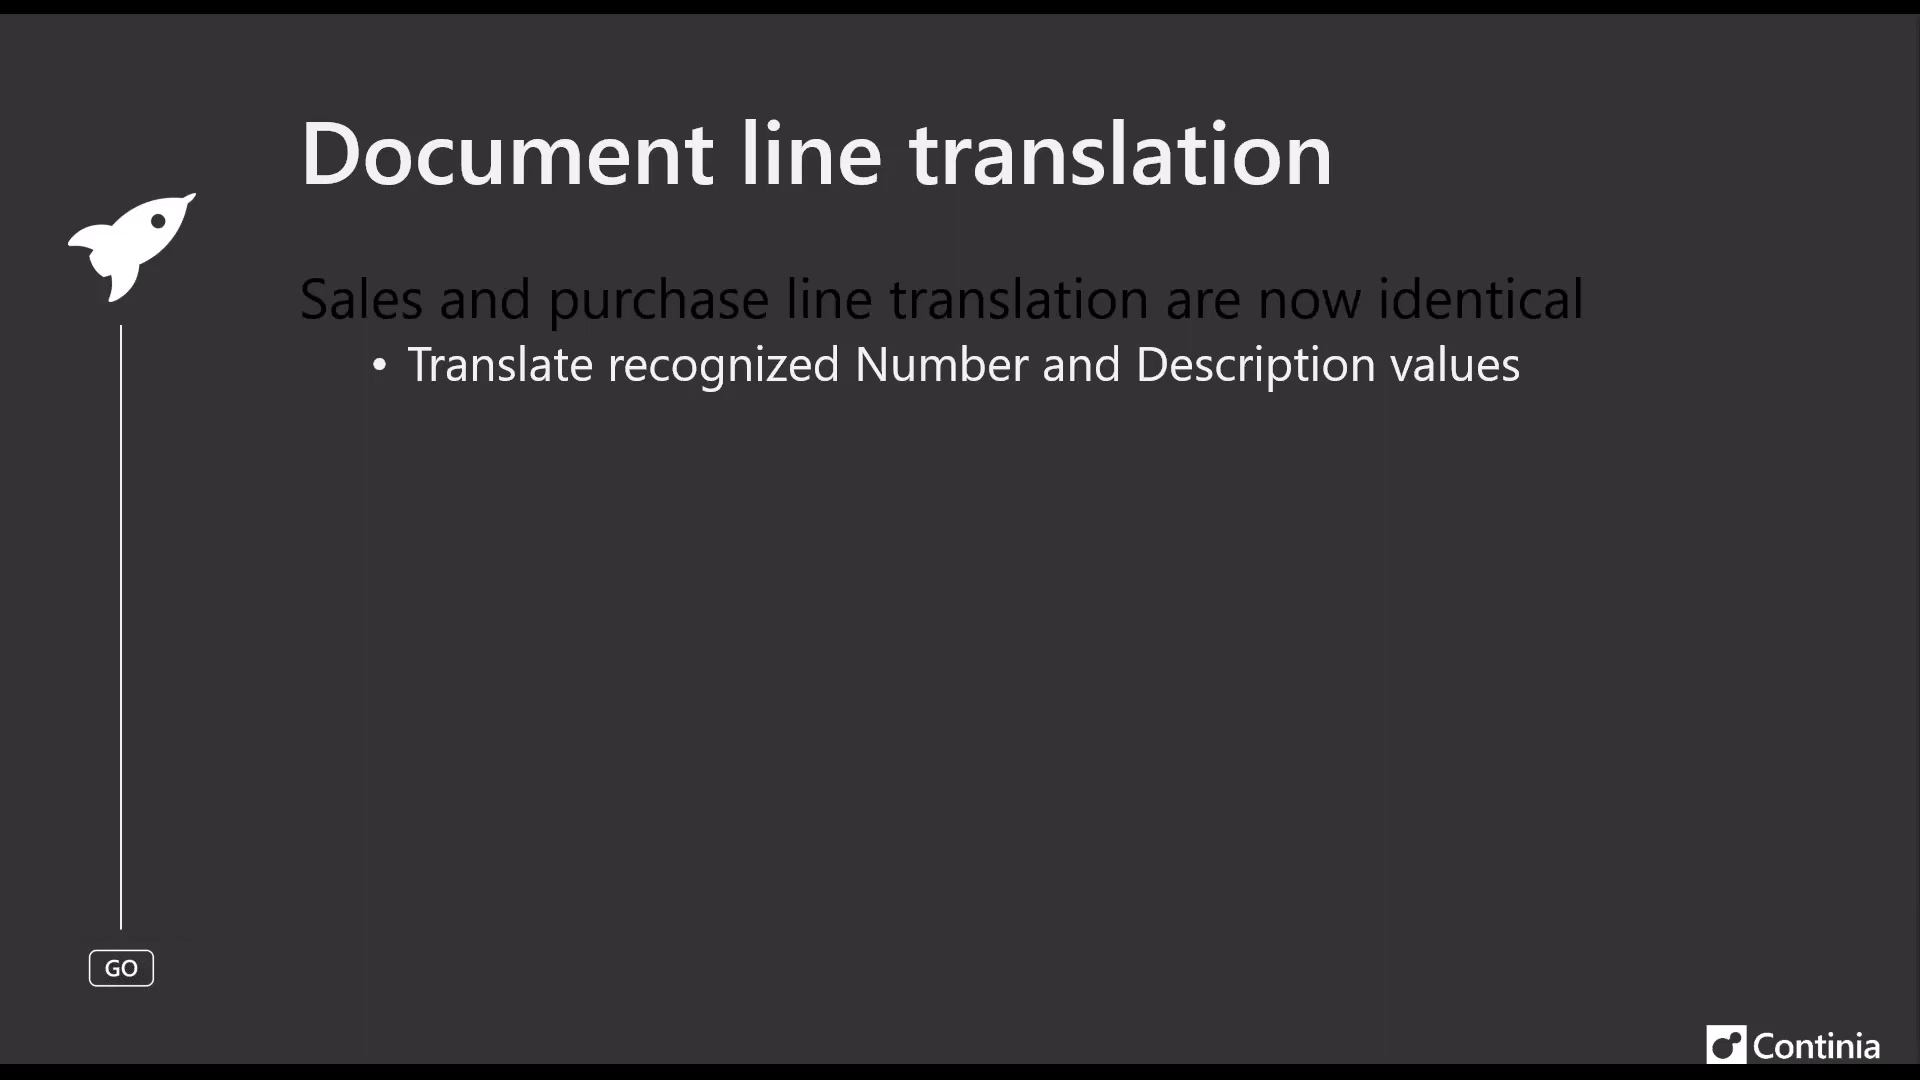 Document line translation
Sales and purchase line translation are now identical
• Translate recognized Number and Description values
GO
Continia